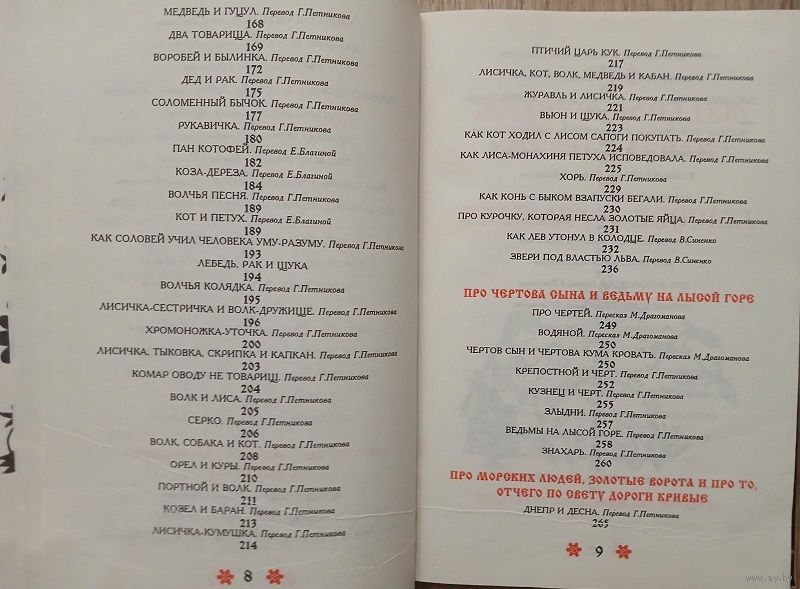 МЕДВЕДЬ И ГУЦУЛ. Перевод Г.Петникова
168
ДВА ТОВАРИЩА. Перевод Г.Петникова
169
ВОРОБЕЙ И БЫЛИНКА. Перевод Г.Петникова
172
ДЕД И РАК. Перевод Г.Петникова
175
СОЛОМЕННЫЙ БЫЧОК. Перевод Г.Петникова
177
РУКАВИЧКА. Перевод Г.Петникова
180
ПАН КОТОФЕЙ. Перевод Е.Благиной
182
КОЗА-ДЕРЕЗА. Перевод Е.Благиной
184
ВОЛЧЬЯ ПЕСНЯ. Перевод Г.Петникова
189
КОТ И ПЕТУХ. Перевод Е.Благиной
189
КАК СОЛОВЕЙ УЧИЛ ЧЕЛОВЕКА УМУ-РАЗУМУ. Перевод Г.Петникова
193
ЛЕБЕДЬ, РАК И ЩУКА
194
ВОЛЧЬЯ КОЛЯДКА. Перевод Г.Петникова
195
ЛИСИЧКА-СЕСТРИЧКА И ВОЛК-ДРУЖИЩЕ. Перевод Г.Петникова
196
ХРОМОНОЖКА-УТОЧКА. Перевод Г.Петникова
200
ЛИСИЧКА, ТЫКОВКА, СКРИПКА И КАПКАН. Перевод Г.Петникова
203
КОМАР ОВОДУ НЕ ТОВАРИЩ. Перевод Г.Петникова
204
ВОЛК И ЛИСА. Перевод Г.Петникова
205
СЕРКО. Перевод Г.Петникова
206
ВОЛК, СОБАКА И КОТ. Перевод Г.Петникова
208
ОРЕЛ И КУРЫ. Перевод Г.Петникова
210
ПОРТНОЙ И ВОЛК. Перевод Г.Петникова
211
КОЗЕЛ И БАРАН. Перевод Г.Петникова
213
ЛИСИЧКА-КУМУШКА. Перевод Г.Петникова
214
8
ПТИЧИЙ ЦАРЬ КУК. Перевод Г.Петникова
217
ЛИСИЧКА, КОТ, ВОЛК, МЕДВЕДЬ И КАБАН. Перевод Г.Петникова
219
ЖУРАВЛЬ И ЛИСИЧКА. Перевод Г.Петникова
221
ВЬЮН И ЩУКА. Перевод Г.Петникова
223
КАК КОТ ХОДИЛ С ЛИСОМ САПОГИ ПОКУПАТЬ. Перевод Г.Петникова
224
КАК ЛИСА-МОНАХИНЯ ПЕТУХА ИСПОВЕДОВАЛА. Перевод Г.Петникова
225
ХОРЬ. Перевод Г.Петникова
229
КАК КОНЬ С БЫКОМ ВЗАПУСКИ БЕГАЛИ. Перевод Г.Петникова
230
ПРО КУРОЧКУ, КОТОРАЯ НЕСЛА ЗОЛОТЫЕ ЯЙЦА. Перевод Г.Петникова
231
КАК ЛЕВ УТОНУЛ В КОЛОДЦЕ. Перевод В.Синенко
232
ЗВЕРИ ПОД ВЛАСТЬЮ ЛЬВА. Перевод В.Синенко
236
ПРО ЧЕРТОВА СЫНА И ВЕДЬМУ НА ЛЫСОЙ ГОРЕ
ПРО ЧЕРТЕЙ. Пересказ М.Драгоманова
249
ВОДЯНОЙ. Пересказ М.Драгоманова
250
ЧЕРТОВ СЫН И ЧЕРТОВА КУМА КРОВАТЬ. Пересказ М.Драгоманова
250
КРЕПОСТНОЙ И ЧЕРТ. Перевод Г.Петникова
252
КУЗНЕЦ И ЧЕРТ. Перевод Г.Петникова
255
ЗЛЫДНИ. Перевод Г.Петникова
257
ВЕДЬМЫ НА ЛЫСОЙ ГОРЕ. Перевод Г.Петникова
258
ЗНАХАРЬ. Перевод Г.Петникова
260
ПРО МОРСКИХ ЛЮДЕЙ, ЗОЛОТЫЕ ВОРОТА И ПРО ТО,
ОТЧЕГО ПО СВЕТУ ДОРОГИ КРИВЫЕ
ДНЕПР И ДЕСНА. Перевод Г.Петникова
265
9
www.ay.by